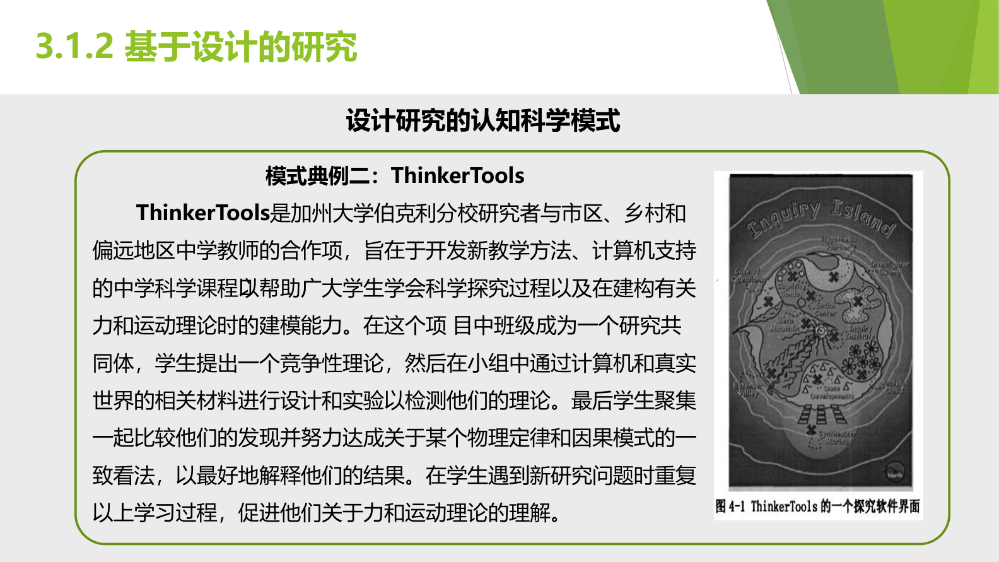 3.1.2 基于设计的研究
设计研究的认知科学模式
模式典例二：ThinkerTools
ThinkerTools是加州大学伯克利分校研究者与市区、乡村和
偏远地区中学教师的合作项，旨在于开发新教学方法、计算机支持
的中学科学课程以帮助广大学生学会科学探究过程以及在建构有关
力和运动理论时的建模能力。在这个项 目中班级成为一个研究共
同体，学生提出一个竞争性理论，然后在小组中通过计算机和真实
世界的相关材料进行设计和实验以检测他们的理论。最后学生聚集
一起比较他们的发现并努力达成关于某个物理定律和因果模式的一
致看法，以最好地解释他们的结果。在学生遇到新研究问题时重复
以上学习过程，促进他们关于力和运动理论的理解。
Inquiry Island
Hypothesis
Investigator
Swamp
Code of
Questions
Cognitive
Condos
Social
Center
Meta
Mountain
Inquiry
Institute
Extender
Valley
Analysis
Oasis
Dune
Developments
Synthesizer
Marina
North
图 4-1 ThinkerTools 的一个探究软件界面